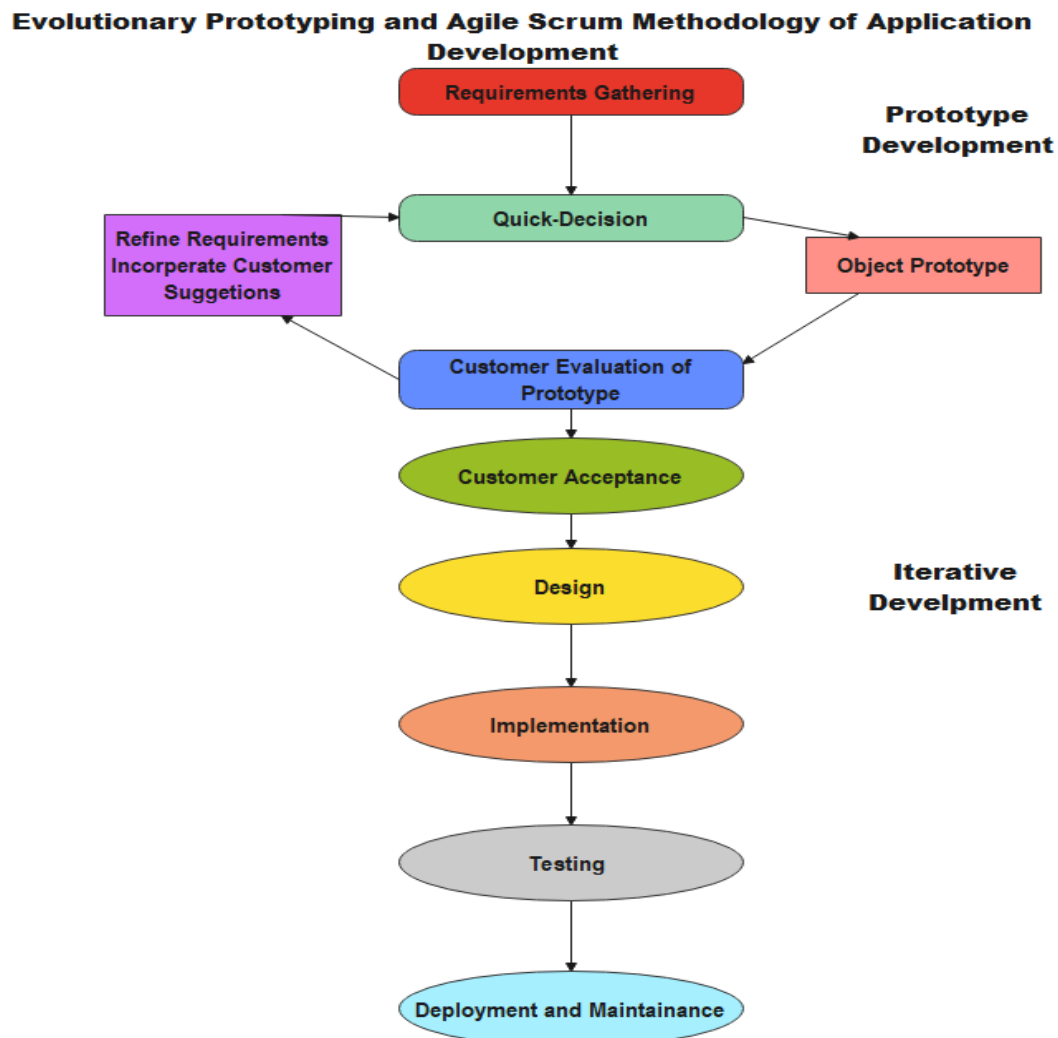 Evolutionary Prototyping and Agile Scrum Methodology of Application
Development
Requirements Gathering
Prototype
Development
Quick-Decision
Refine Requirements
Incorperate Customer
Suggetions
Object Prototype
Customer Evaluation of
Prototype
Customer Acceptance
Design
Iterative
Develpment
Implementation
Testing
Deployment and Maintainance